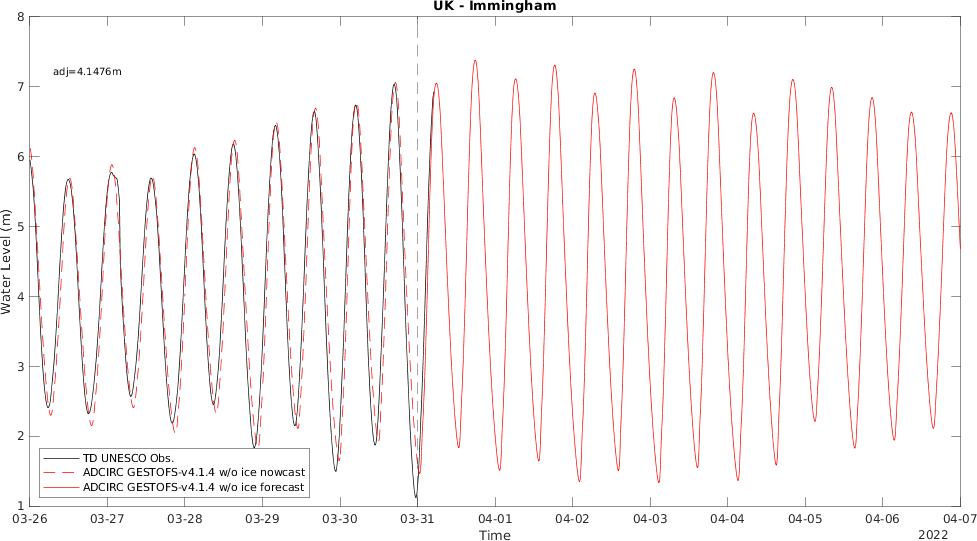 UK - Immingham
8
adj=4.1476m
7
6
5
4
3
2
1
Water Level (m)
TD UNESCO Obs.
ADCIRC GESTOFS-v4.1.4 w/o ice nowcast
ADCIRC GESTOFS-v4.1.4 w/o ice forecast
03-26 03-27 03-28 03-29 03-30 03-31 04-01 04-02 04-03 04-04 04-05 04-06 04-07
Time
2022